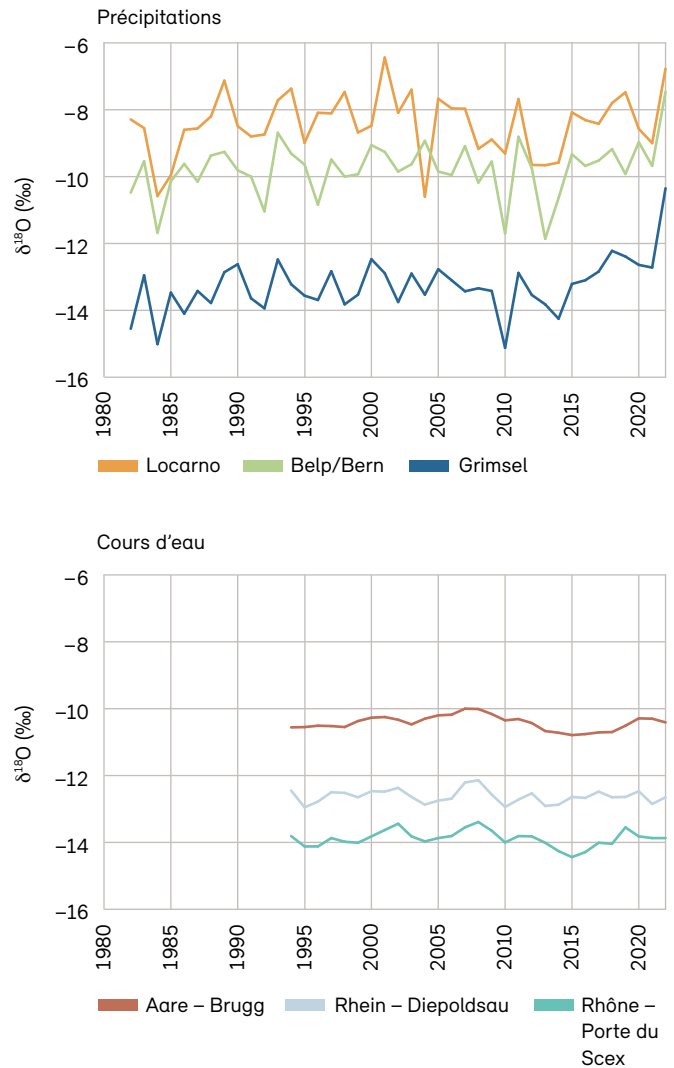 Précipitations
–6
–8
–10
–12
–14
–16
δ¹⁸O (‰)
1980 1985 1990 1995 2000 2005 2010 2015 2020
Locarno Belp/Bern Grimsel
Cours d’eau
–6
–8
–10
–12
–14
–16
δ¹⁸O (‰)
1980 1985 1990 1995 2000 2005 2010 2015 2020
Aare – Brugg Rhein – Diepoldsau Rhône –
Porte du
Scex